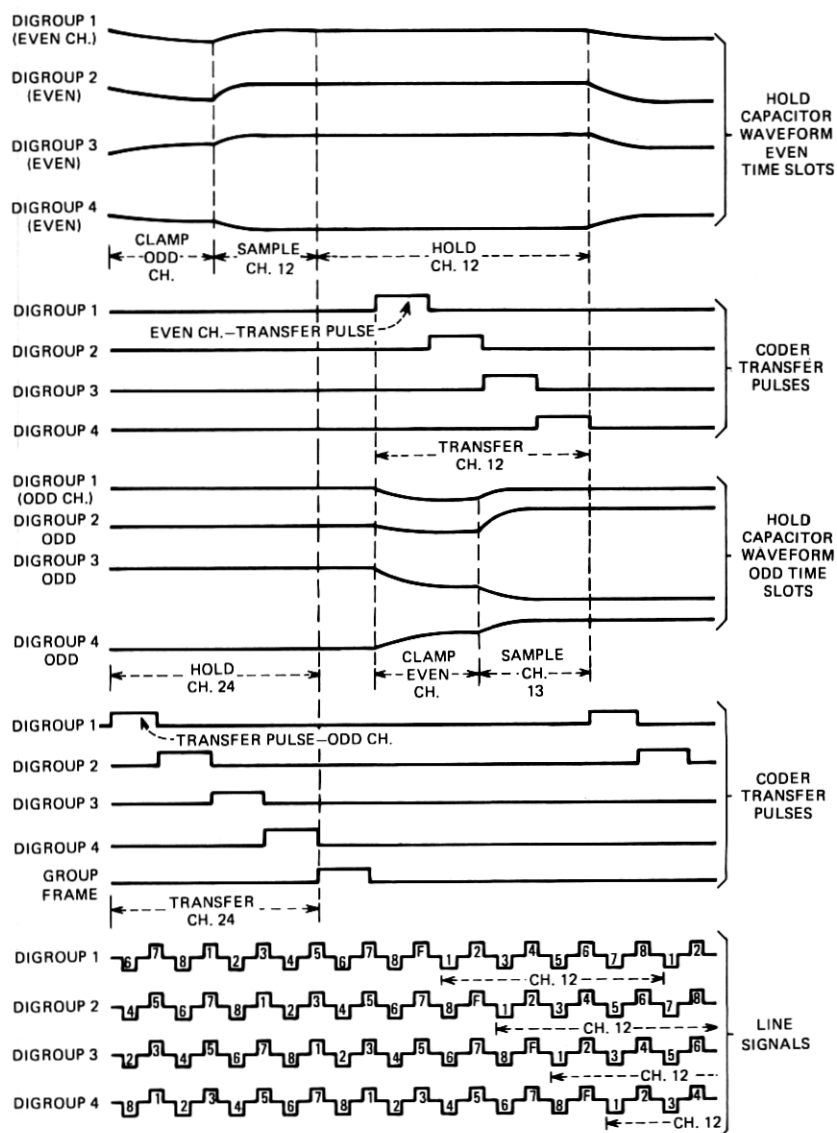 DIGROUP 1
(EVEN CH.)
DIGROUP 2
(EVEN)
DIGROUP 3
(EVEN)
DIGROUP 4
(EVEN)
HOLD
CAPACITOR
WAVEFORM
EVEN
TIME SLOTS
CLAMP
ODD
CH.
SAMPLE
CH. 12
HOLD
CH. 12
DIGROUP 1
EVEN CH.–TRANSFER PULSE
DIGROUP 2
DIGROUP 3
DIGROUP 4
CODER
TRANSFER
PULSES
TRANSFER
CH. 12
DIGROUP 1
(ODD CH.)
DIGROUP 2
ODD
DIGROUP 3
ODD
DIGROUP 4
ODD
HOLD
CAPACITOR
WAVEFORM
ODD TIME
SLOTS
HOLD
CH. 24
CLAMP
EVEN
CH.
SAMPLE
CH.
13
DIGROUP 1
TRANSFER PULSE–ODD CH.
DIGROUP 2
DIGROUP 3
DIGROUP 4
GROUP
FRAME
CODER
TRANSFER
PULSES
TRANSFER
CH. 24
DIGROUP 1 6 7 8 1 2 3 4 5 6 7 8 F 1 2 3 4 5 6 7 8 1 2
CH. 12
DIGROUP 2 4 5 6 7 8 1 2 3 4 5 6 7 8 F 1 2 3 4 5 6 7 8
CH. 12
DIGROUP 3 2 3 4 5 6 7 8 1 2 3 4 5 6 7 8 F 1 2 3 4 5 6
CH. 12
DIGROUP 4 8 1 2 3 4 5 6 7 8 1 2 3 4 5 6 7 8 F 1 2 3 4
CH. 12
LINE
SIGNALS